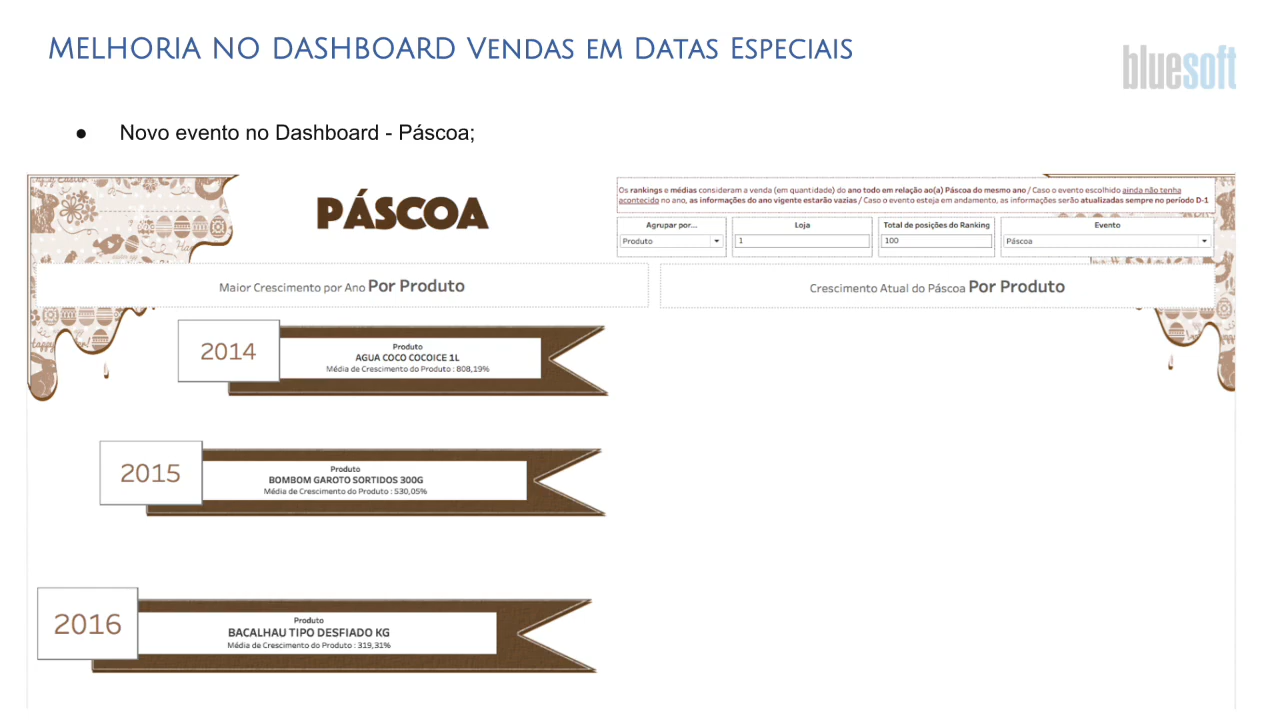 MELHORIA NO DASHBOARD VENDAS EM DATAS ESPECIAIS
bluesoft
● Novo evento no Dashboard - Páscoa;
PÁSCOA
Os rankings e médias consideram a venda (em quantidade) do ano todo em relação ao(a) Páscoa do mesmo ano / Caso o evento escolhido ainda não tenha
acontecido no ano, as informações do ano vigente estarão vazias / Caso o evento esteja em andamento, as informações serão atualizadas sempre no período D-1
Agrupar por...
Produto
Loja
1
Total de posições do Ranking
100
Evento
Páscoa
Maior Crescimento por Ano Por Produto
Crescimento Atual do Páscoa Por Produto
2014
Produto
AGUA COCO COCOICE 1L
Média de Crescimento do Produto : 808,19%
2015
Produto
BOMBOM GAROTO SORTIDOS 300G
Média de Crescimento do Produto : 530,05%
2016
Produto
BACALHAU TIPO DESFIADO KG
Média de Crescimento do Produto : 319,31%